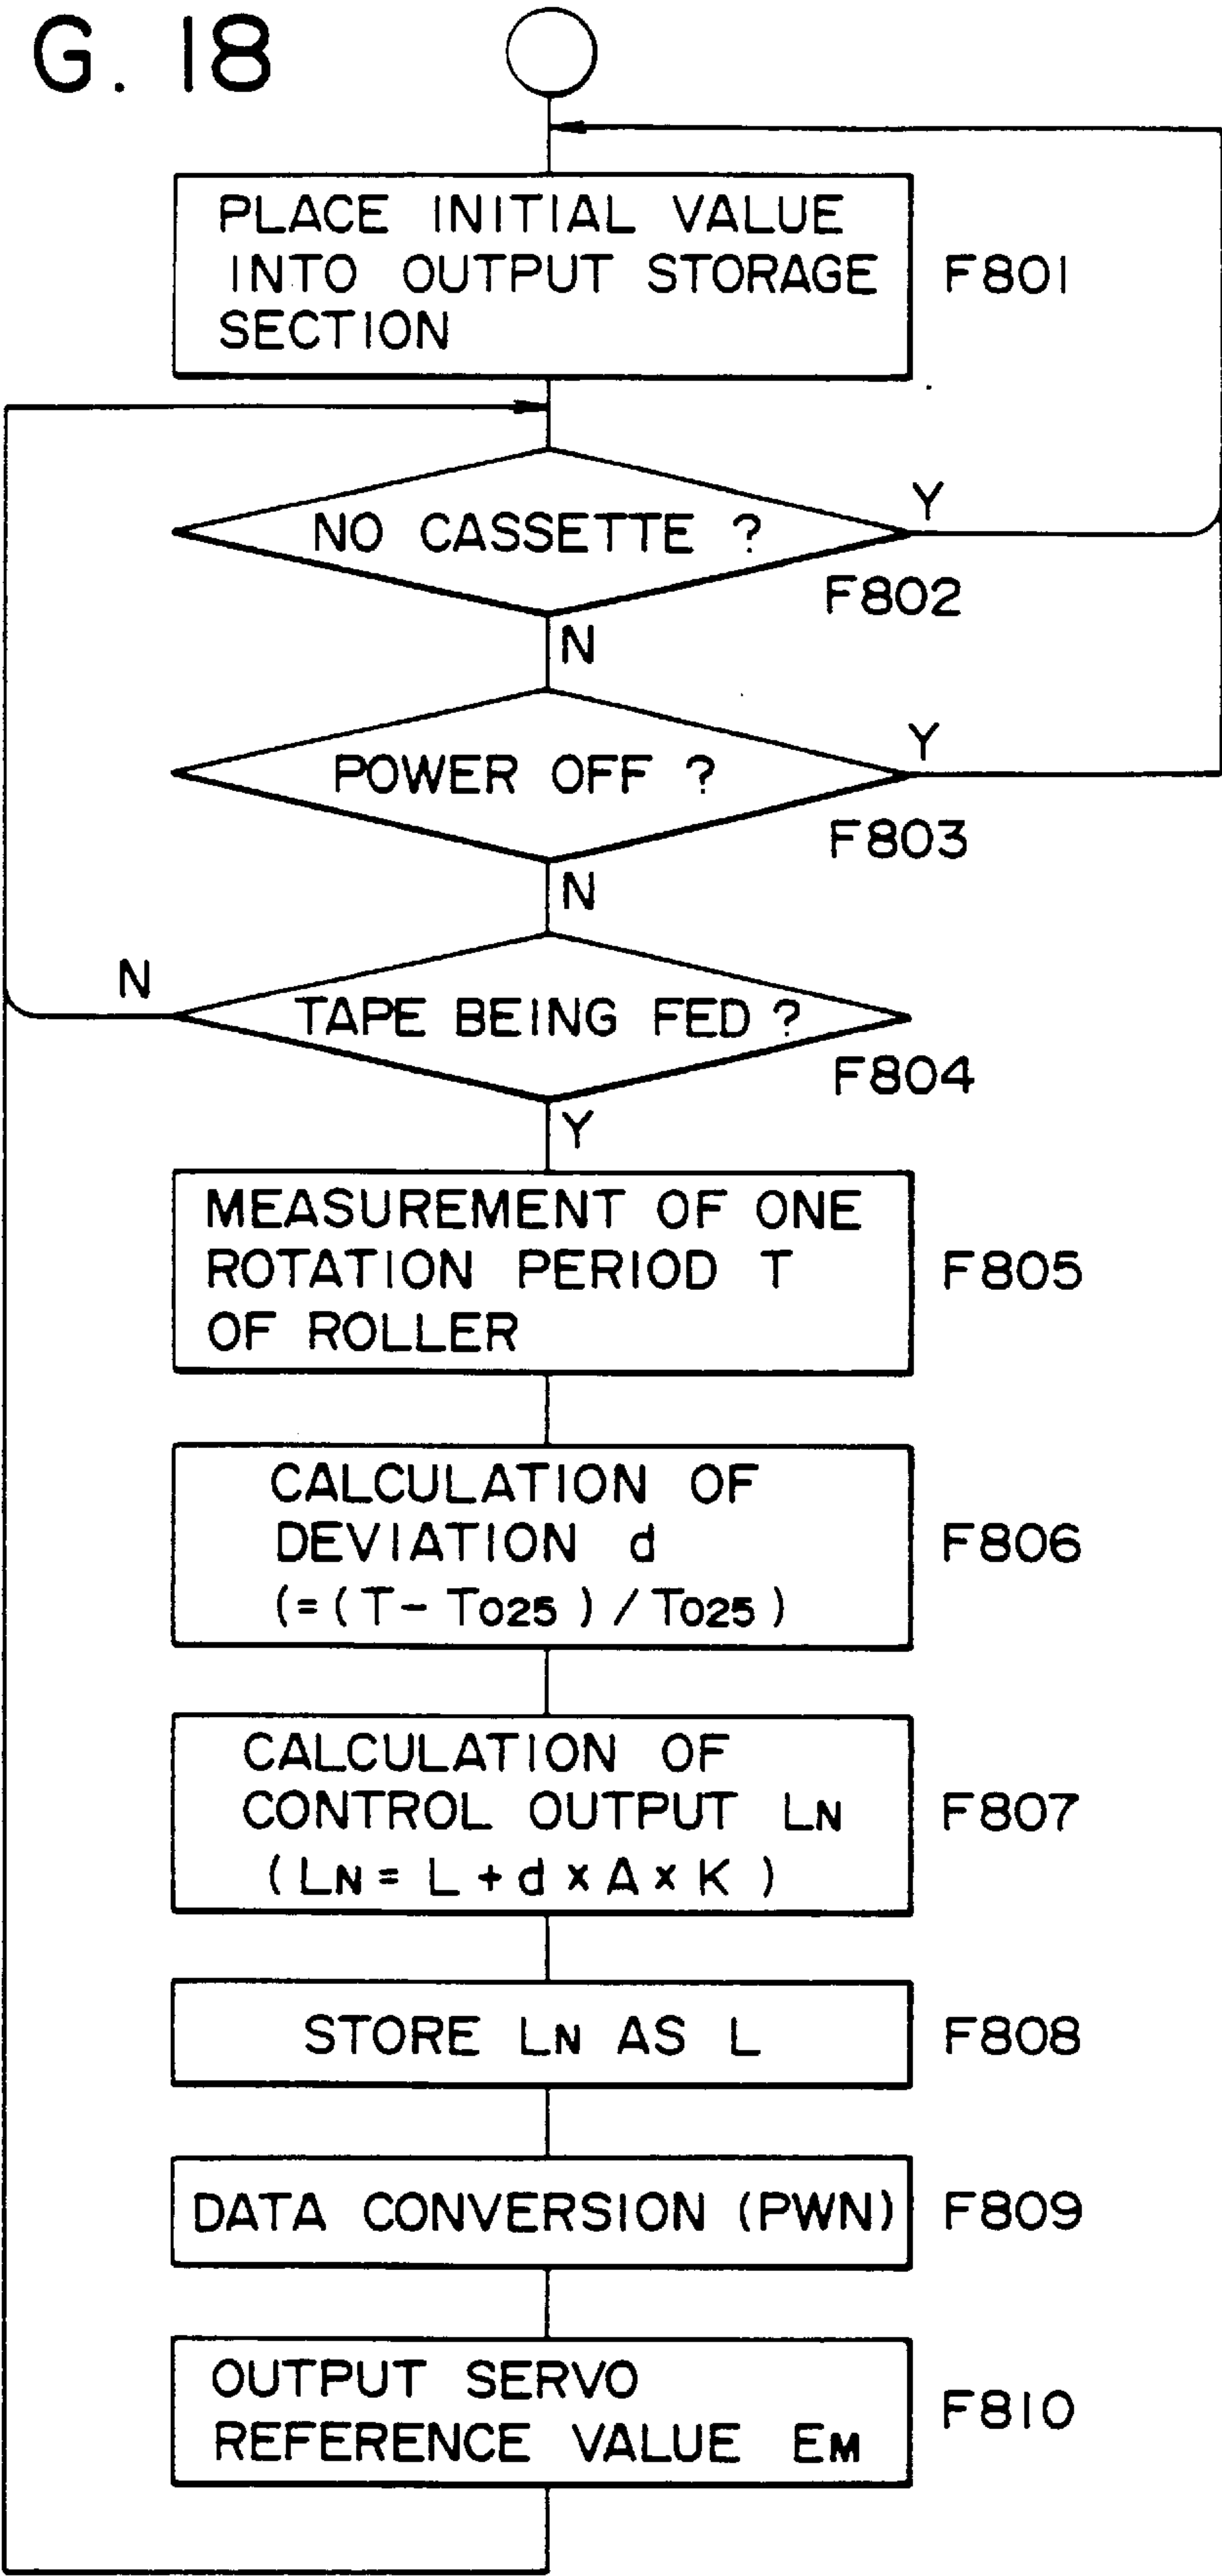 G. 18
PLACE INITIAL VALUE
INTO OUTPUT STORAGE
SECTION
F801
NO CASSETTE ?
Y
F802
N
POWER OFF ?
Y
F803
N
TAPE BEING FED ?
N
F804
Y
MEASUREMENT OF ONE
ROTATION PERIOD T
OF ROLLER
F805
CALCULATION OF
DEVIATION d
(=(T-T025)/T025)
F806
CALCULATION OF
CONTROL OUTPUT LN
(LN= L+d×A×K)
F807
STORE LN AS L
F808
DATA CONVERSION (PWN)
F809
OUTPUT SERVO
REFERENCE VALUE EM
F810